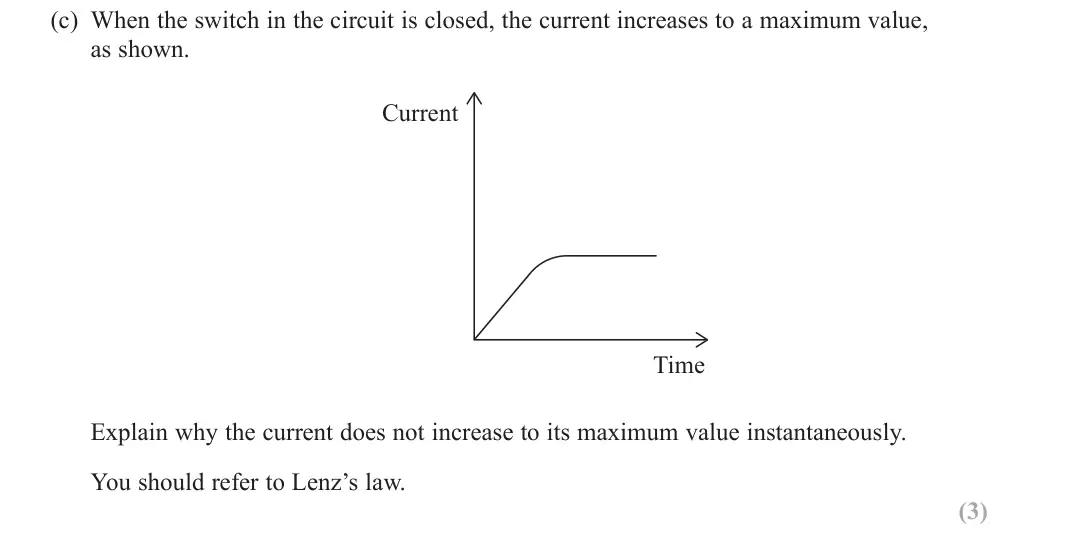 (c) When the switch in the circuit is closed, the current increases to a maximum value,
as shown.
Current
Time
Explain why the current does not increase to its maximum value instantaneously.
You should refer to Lenz’s law.
(3)